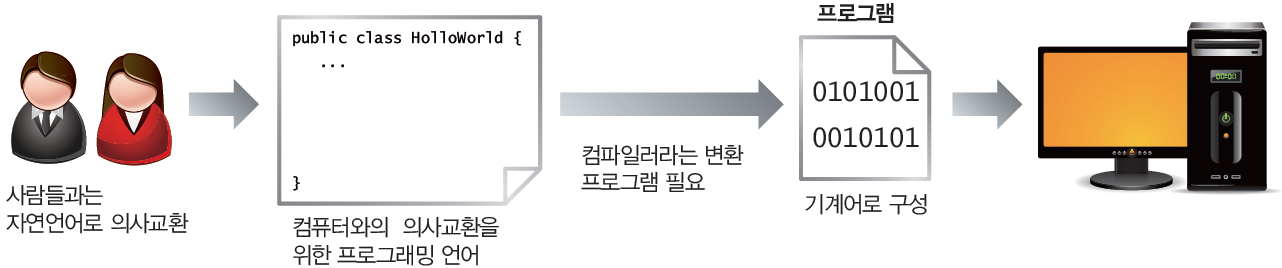 사람들과는
자연언어로 의사교환
public class HolloWorld {
...
}
컴퓨터와의 의사교환을
위한 프로그래밍 언어
컴파일러라는 변환
프로그램 필요
프로그램
0101001
0010101
기계어로 구성
00:00